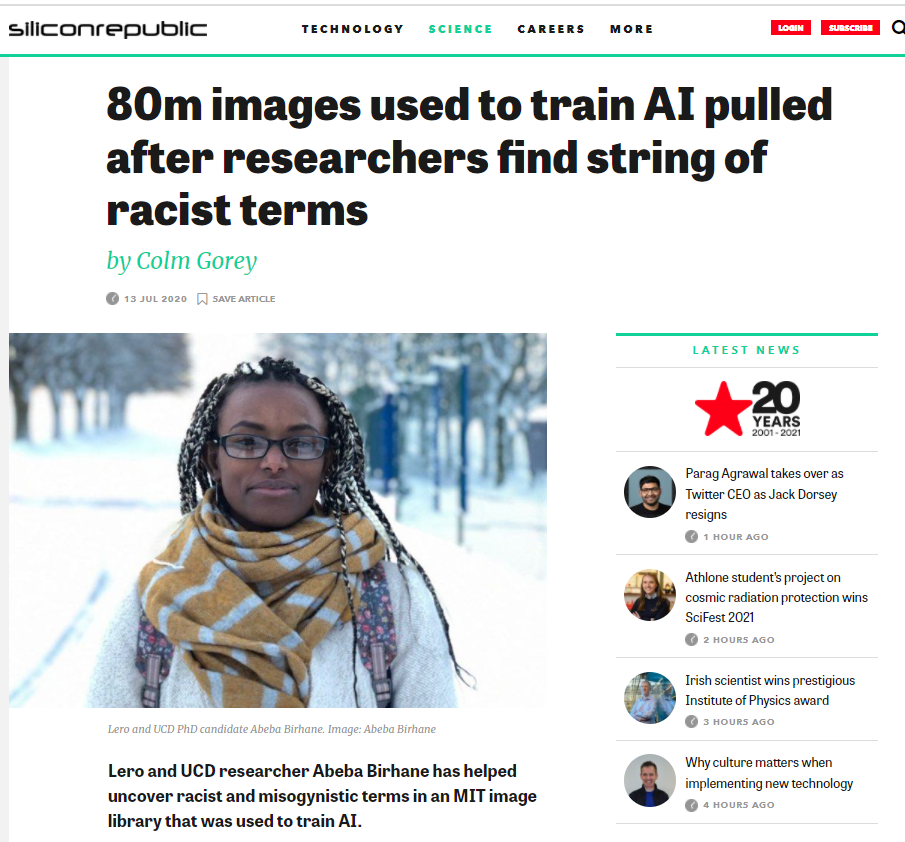 siliconrepublic
TECHNOLOGY SCIENCE CAREERS MORE
LOGIN SUBSCRIBE
80m images used to train AI pulled
after researchers find string of
racist terms
by Colm Gorey
13 JUL 2020 SAVE ARTICLE
Lero and UCD PhD candidate Abeba Birhane. Image: Abeba Birhane
Lero and UCD researcher Abeba Birhane has helped
uncover racist and misogynistic terms in an MIT image
library that was used to train AI.
LATEST NEWS
20
YEARS
2001 - 2021
Parag Agrawal takes over as
Twitter CEO as Jack Dorsey
resigns
1 HOUR AGO
Athlone student's project on
cosmic radiation protection wins
SciFest 2021
2 HOURS AGO
Irish scientist wins prestigious
Institute of Physics award
3 HOURS AGO
Why culture matters when
implementing new technology
4 HOURS AGO